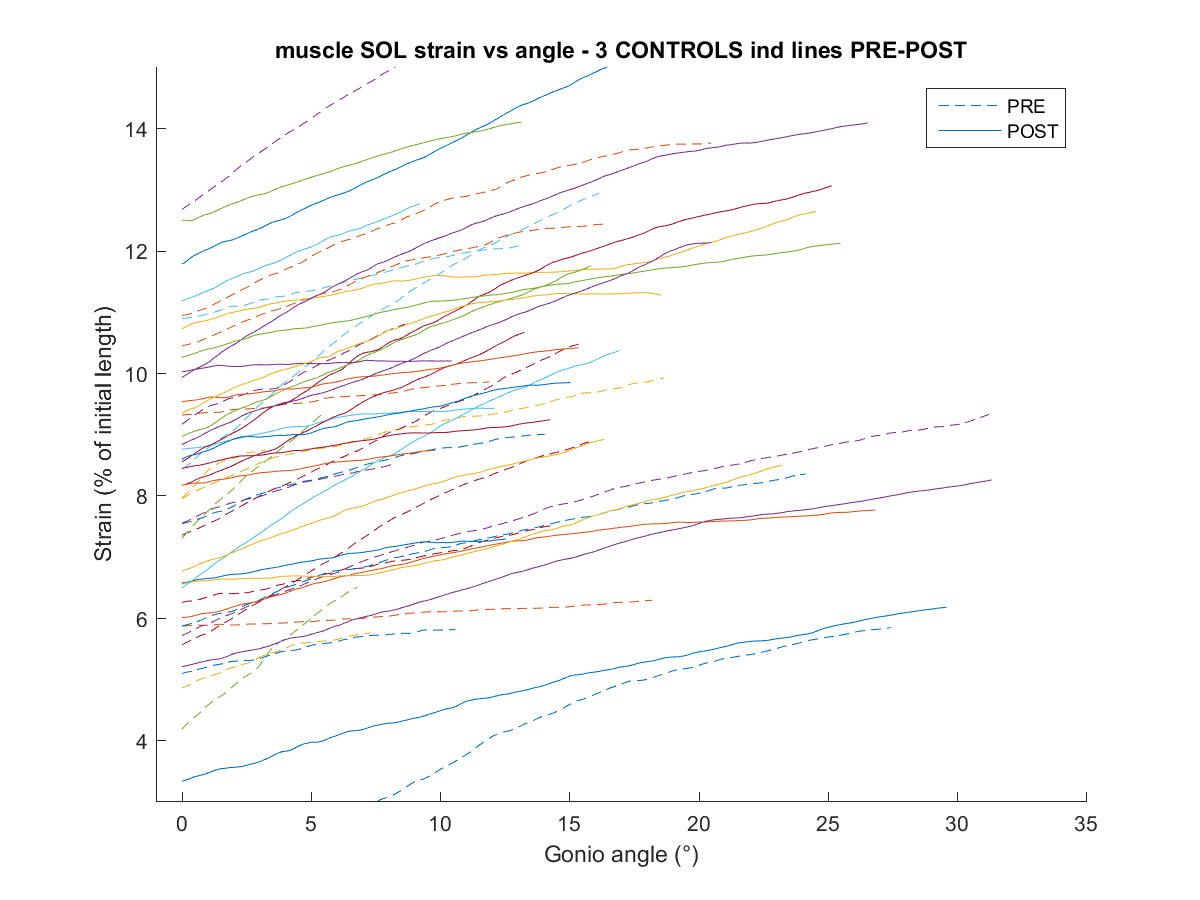 muscle SOL strain vs angle - 3 CONTROLS ind lines PRE-POST
PRE
POST
14
12
10
8
6
4
Strain (% of initial length)
0 5 10 15 20 25 30 35
Gonio angle (°)